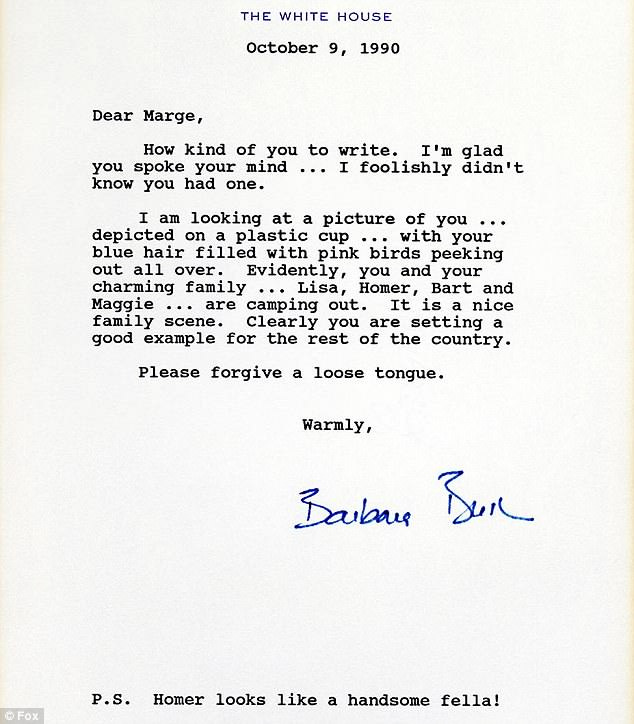 THE WHITE HOUSE
October 9, 1990
Dear Marge,
How kind of you to write. I'm glad
you spoke your mind ... I foolishly didn't
know you had one.
I am looking at a picture of you ...
depicted on a plastic cup ... with your
blue hair filled with pink birds peeking
out all over. Evidently, you and your
charming family ... Lisa, Homer, Bart and
Maggie ... are camping out. It is a nice
family scene. Clearly you are setting a
good example for the rest of the country.
Please forgive a loose tongue.
Warmly,
Barbara Bush
P.S. Homer looks like a handsome fella!
© Fox